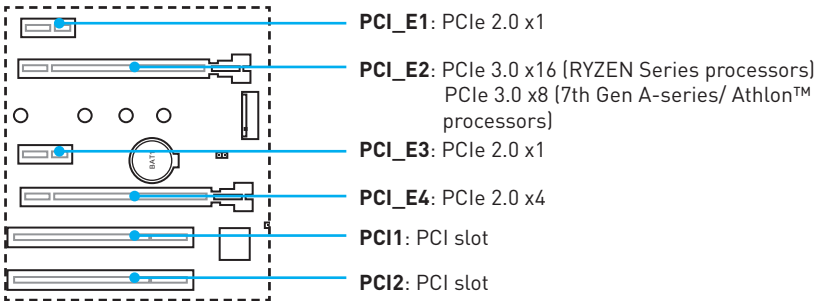 PCI_E1: PCIe 2.0 x1
PCI_E2: PCIe 3.0 x16 (RYZEN Series processors)
PCIe 3.0 x8 (7th Gen A-series/ Athlon™
processors)
BAT1
PCI_E3: PCIe 2.0 x1
PCI_E4: PCIe 2.0 x4
PCI1: PCI slot
PCI2: PCI slot